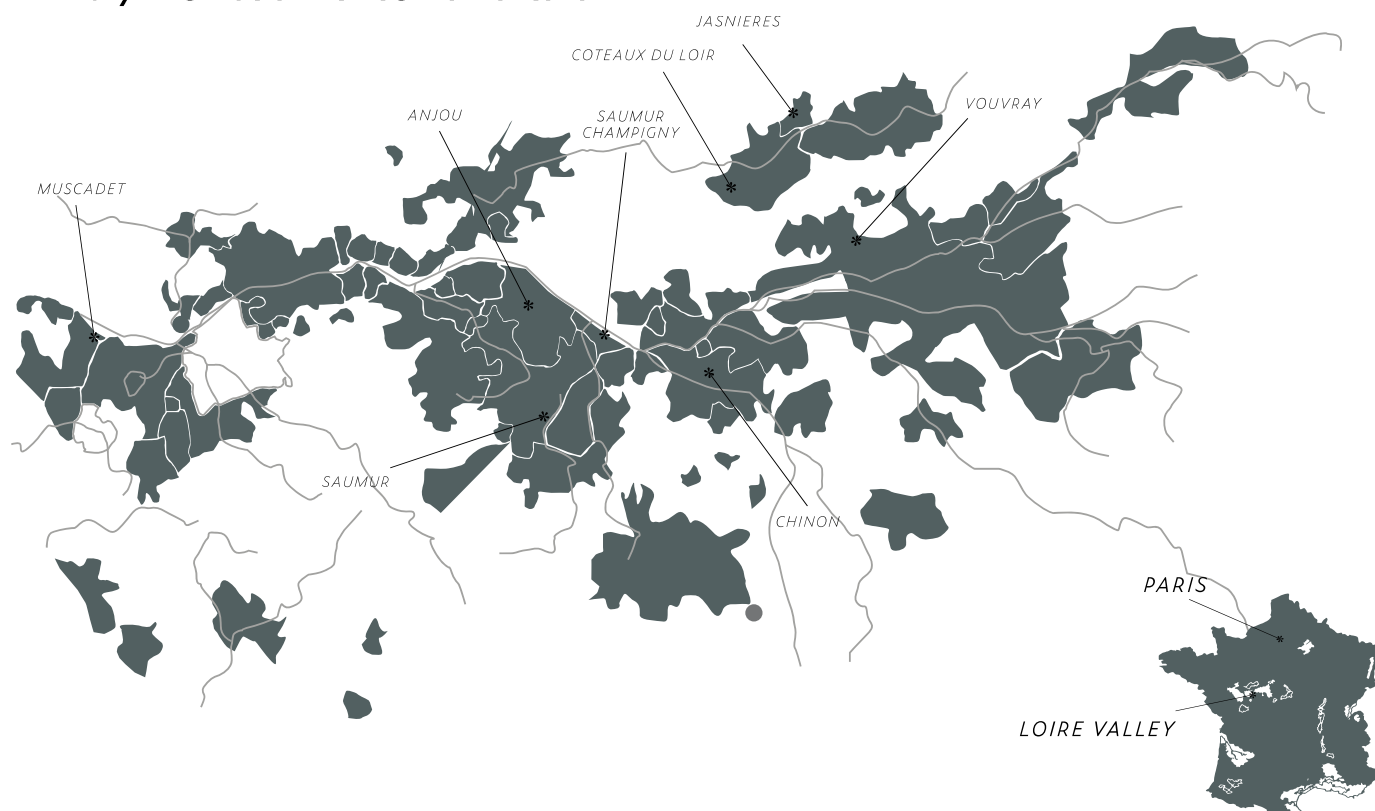 JASNIERES
COTEAUX DU LOIR
VOUVRAY
ANJOU
SAUMUR
CHAMPIGNY
MUSCADET
SAUMUR
CHINON
PARIS
LOIRE VALLEY